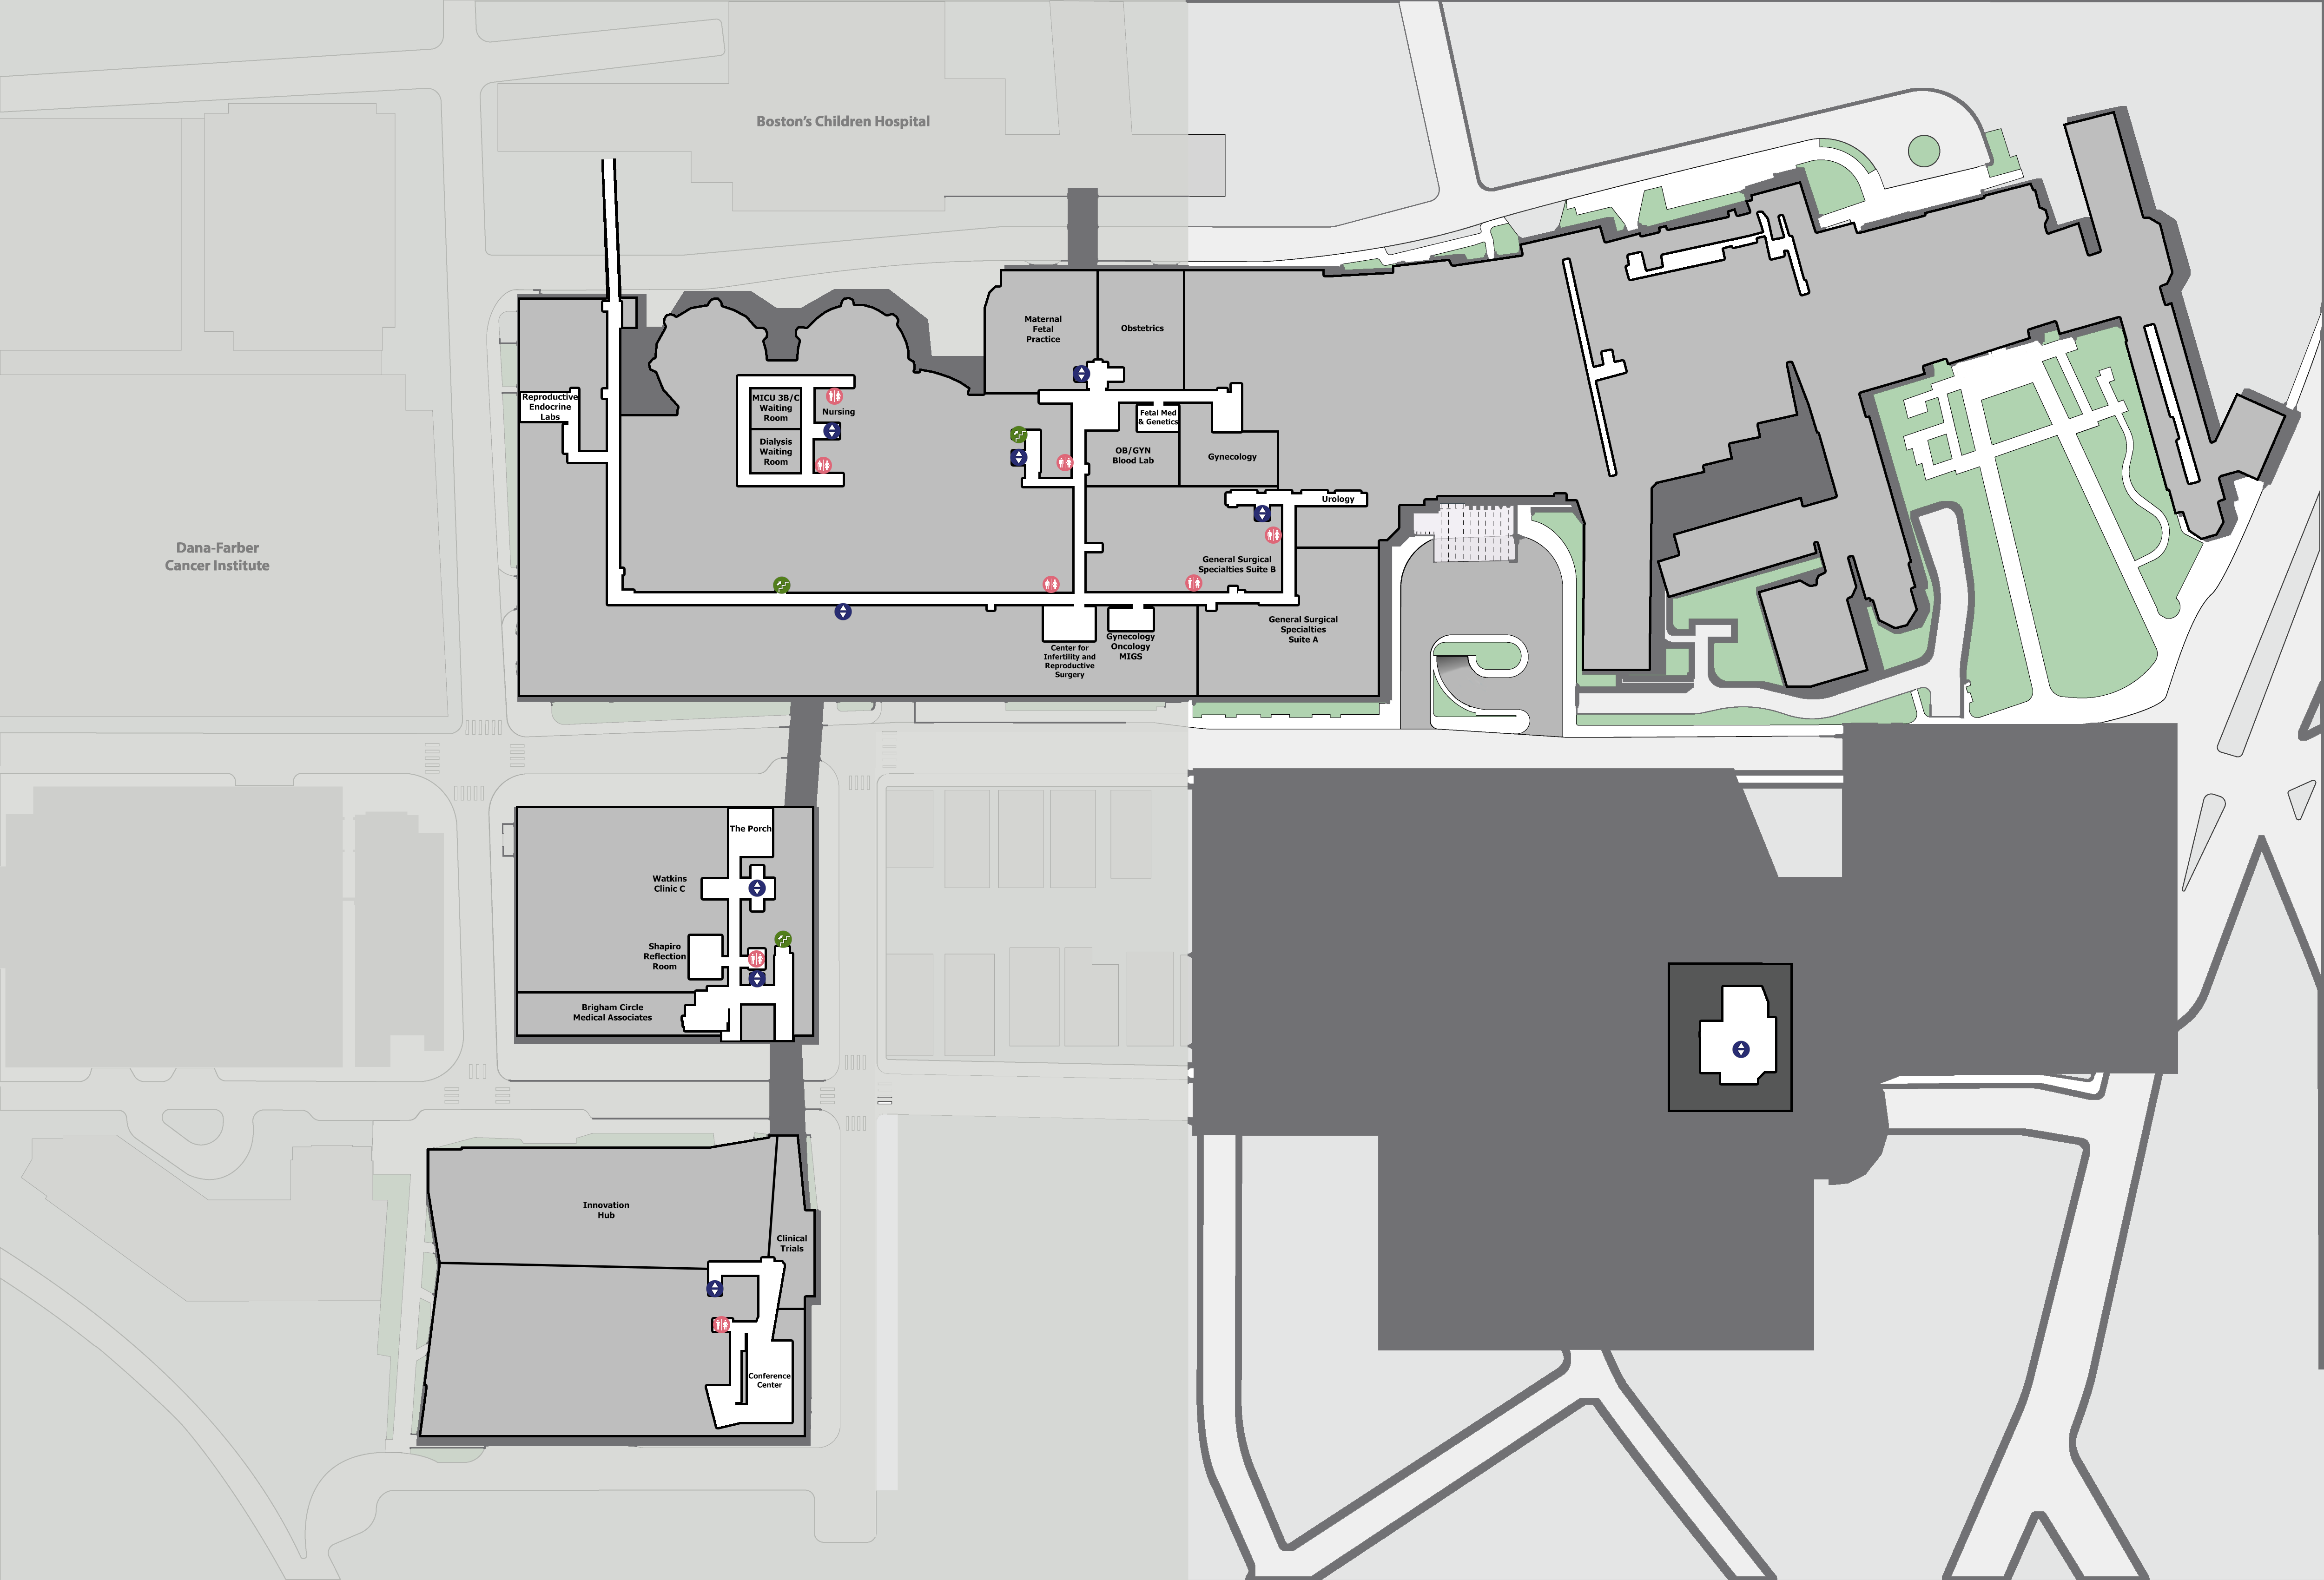 Boston's Children Hospital
Maternal
Fetal
Practice
Obstetrics
Reproductive
Endocrine
Labs
MICU 3B/C
Waiting
Room
Nursing
Dialysis
Waiting
Room
Fetal Med
& Genetics
OB/GYN
Blood Lab
Gynecology
Urology
Dana-Farber
Cancer Institute
General Surgical
Specialties Suite B
General Surgical
Specialties
Suite A
Center for
Infertility and
Reproductive
Surgery
Gynecology
Oncology
MIGS
The Porch
Watkins
Clinic C
Shapiro
Reflection
Room
Brigham Circle
Medical Associates
Innovation
Hub
Clinical
Trials
Conference
Center